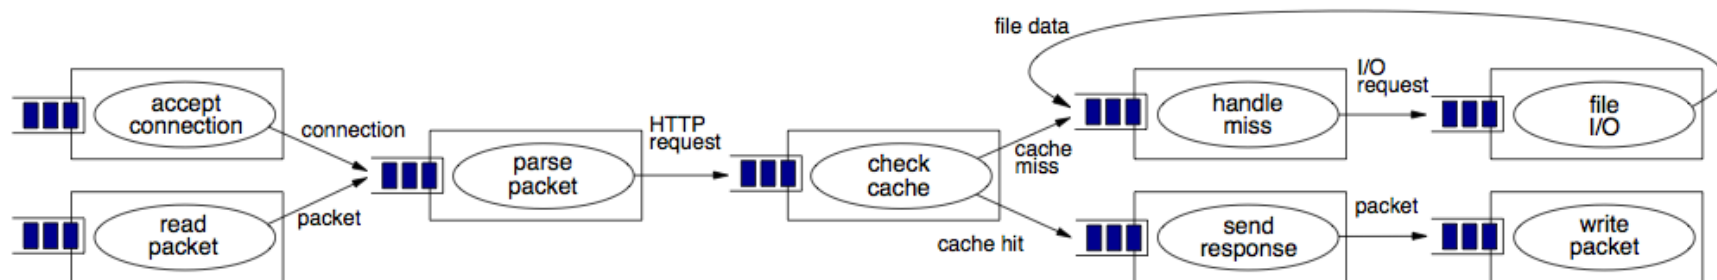 accept
connection
read
packet
connection
packet
parse
packet
HTTP
request
check
cache
cache
miss
cache hit
file data
handle
miss
I/O
request
file
I/O
send
response
packet
write
packet